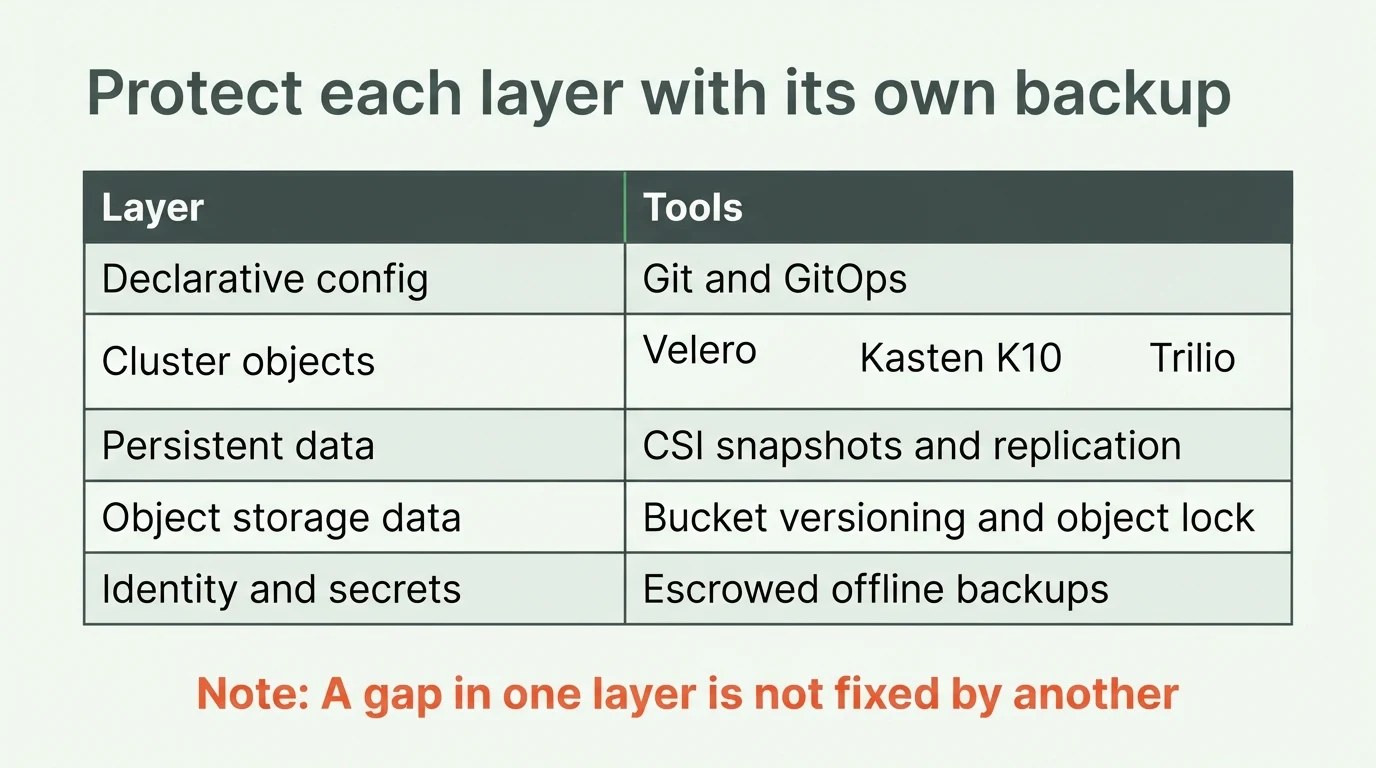 Protect each layer with its own backup
Layer Tools
Declarative config Git and GitOps
Cluster objects Velero Kasten K10 Trilio
Persistent data CSI snapshots and replication
Object storage data Bucket versioning and object lock
Identity and secrets Escrowed offline backups
Note: A gap in one layer is not fixed by another